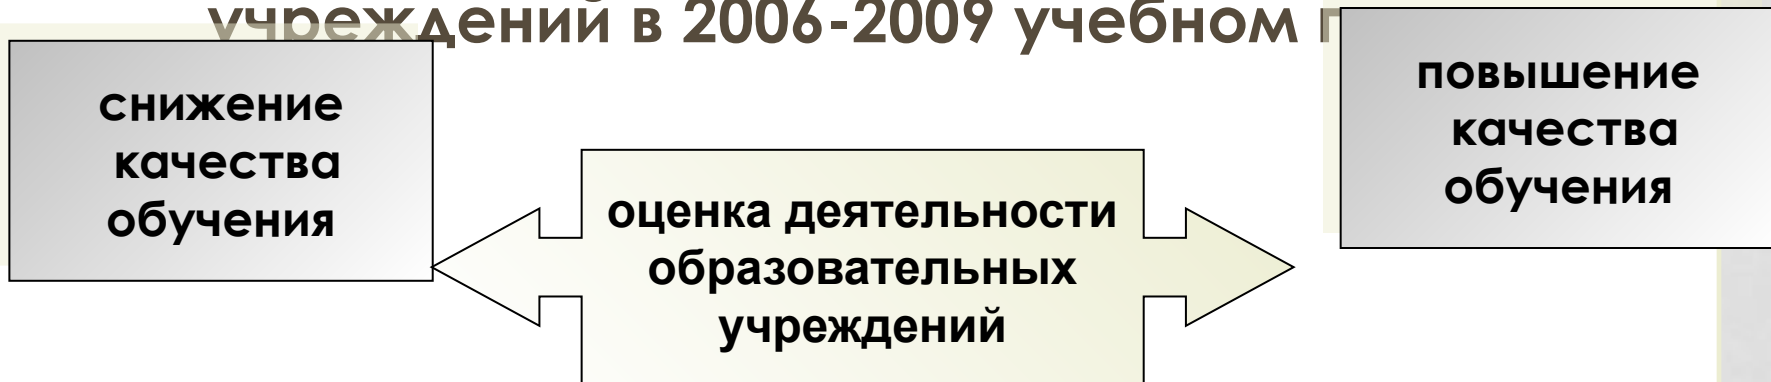 учреждений в 2006-2009 учебном
снижение
качества
обучения
оценка деятельности
образовательных
учреждений
повышение
качества
обучения